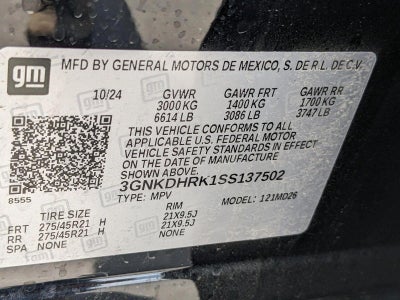 gm MFD BY GENERAL MOTORS DE MEXICO, S. DE R.L. DE C.V.
10/24 GVWR GAWR FRT GAWR RR
3000 KG 1400 KG 1700 KG
6614 LB 3086 LB 3747 LB
THIS VEHICLE CONFORMS TO ALL
APPLICABLE U.S. FEDERAL MOTOR
VEHICLE SAFETY STANDARDS IN EFFECT
ON THE DATE OF MANUFACTURE
SHOWN ABOVE.
3GNKDHRK1SS137502
8555 TYPE: MPV MODEL: 121MD26
TIRE SIZE RIM
FRT 275/45R21 H 21X9.5J
RR 275/45R21 H 21X9.5J
SPA NONE NONE